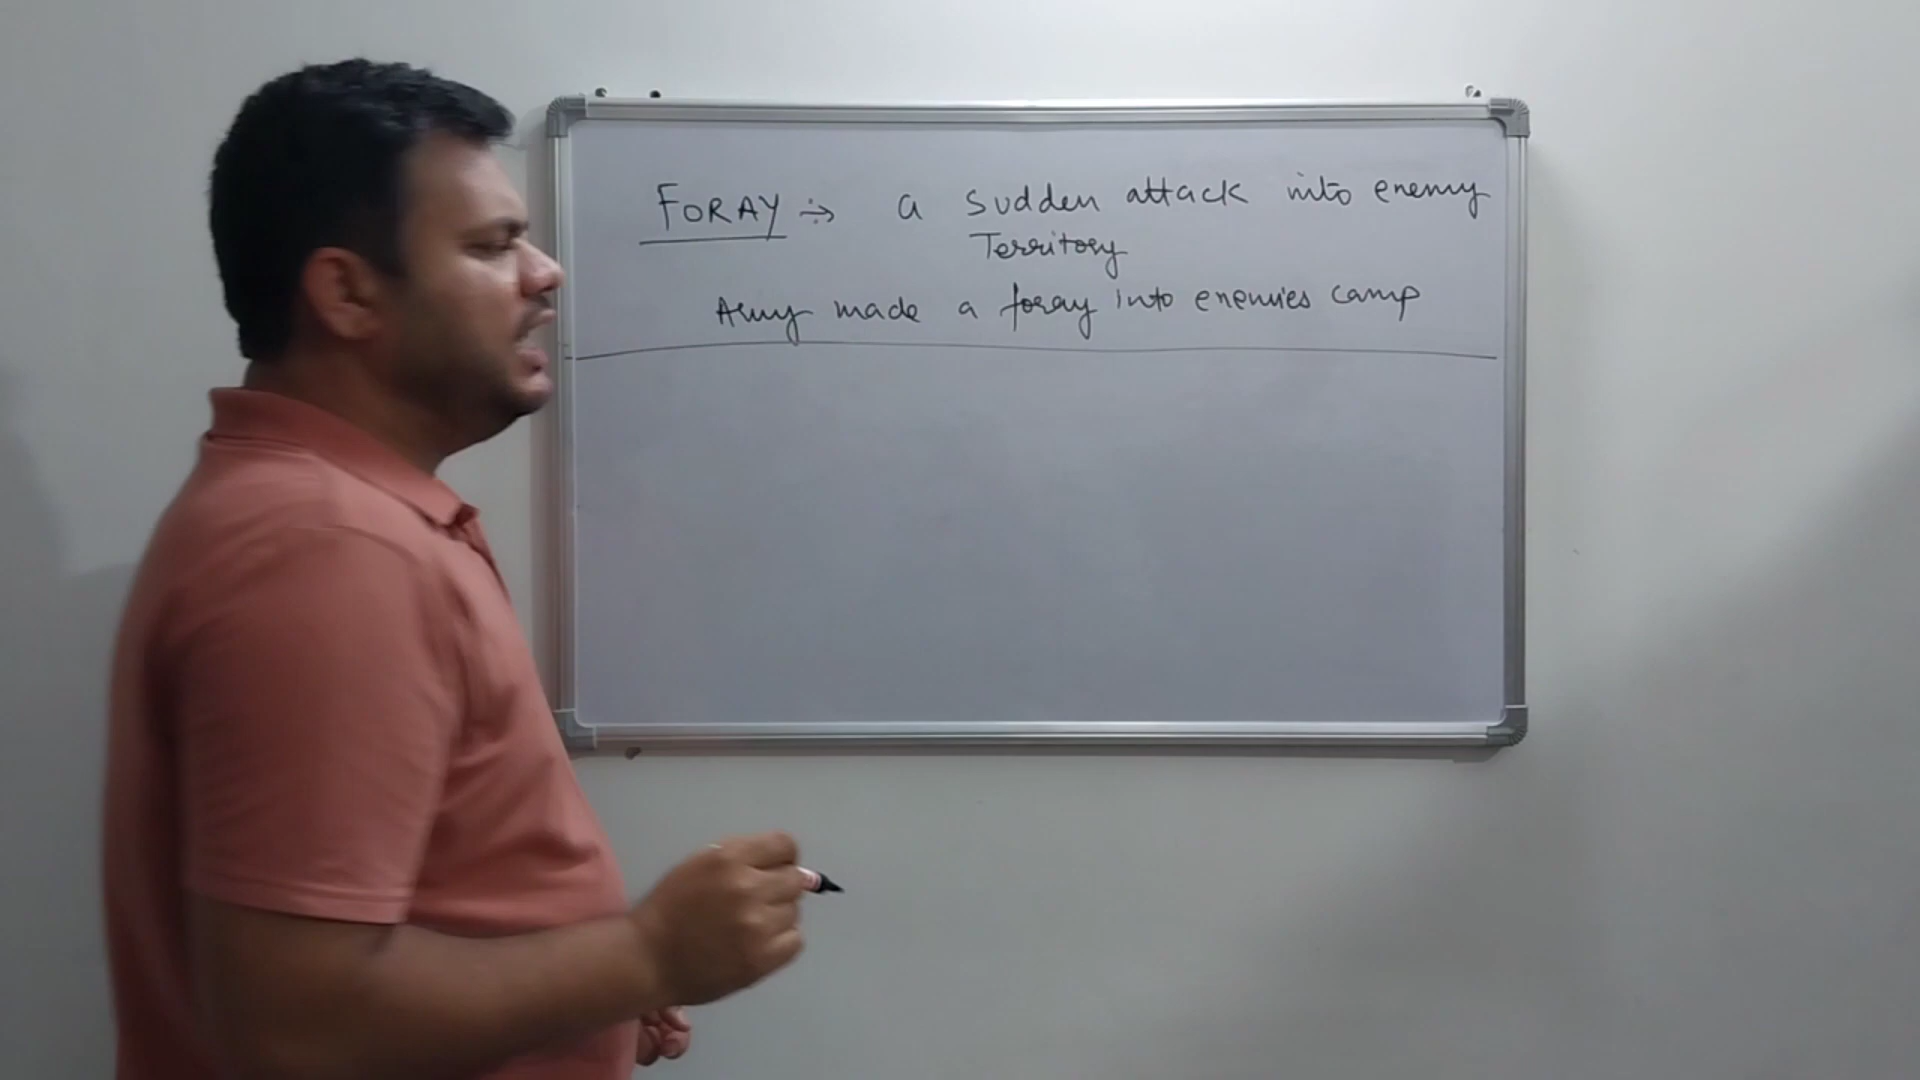 FORAY → a sudden attack into enemy
Territory
Army made a foray into enemies camp